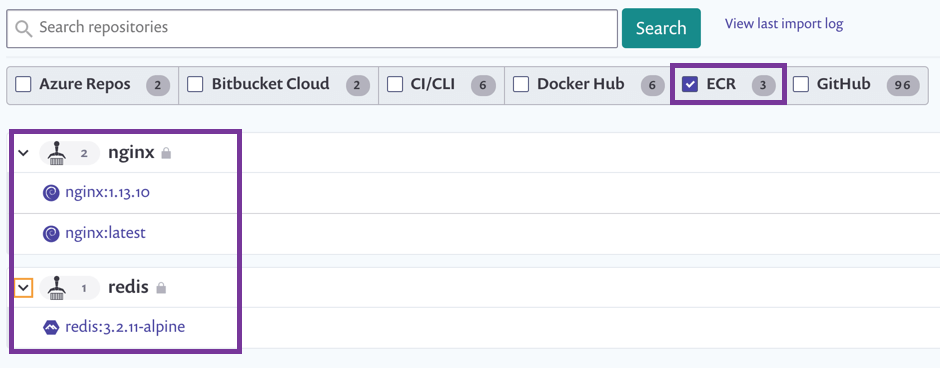 Search repositories Search View last import log
Azure Repos 2 Bitbucket Cloud 2 CI/CLI 6 Docker Hub 6 ECR 3 GitHub 96
2 nginx
nginx:1.13.10
nginx:latest
1 redis
redis:3.2.11-alpine